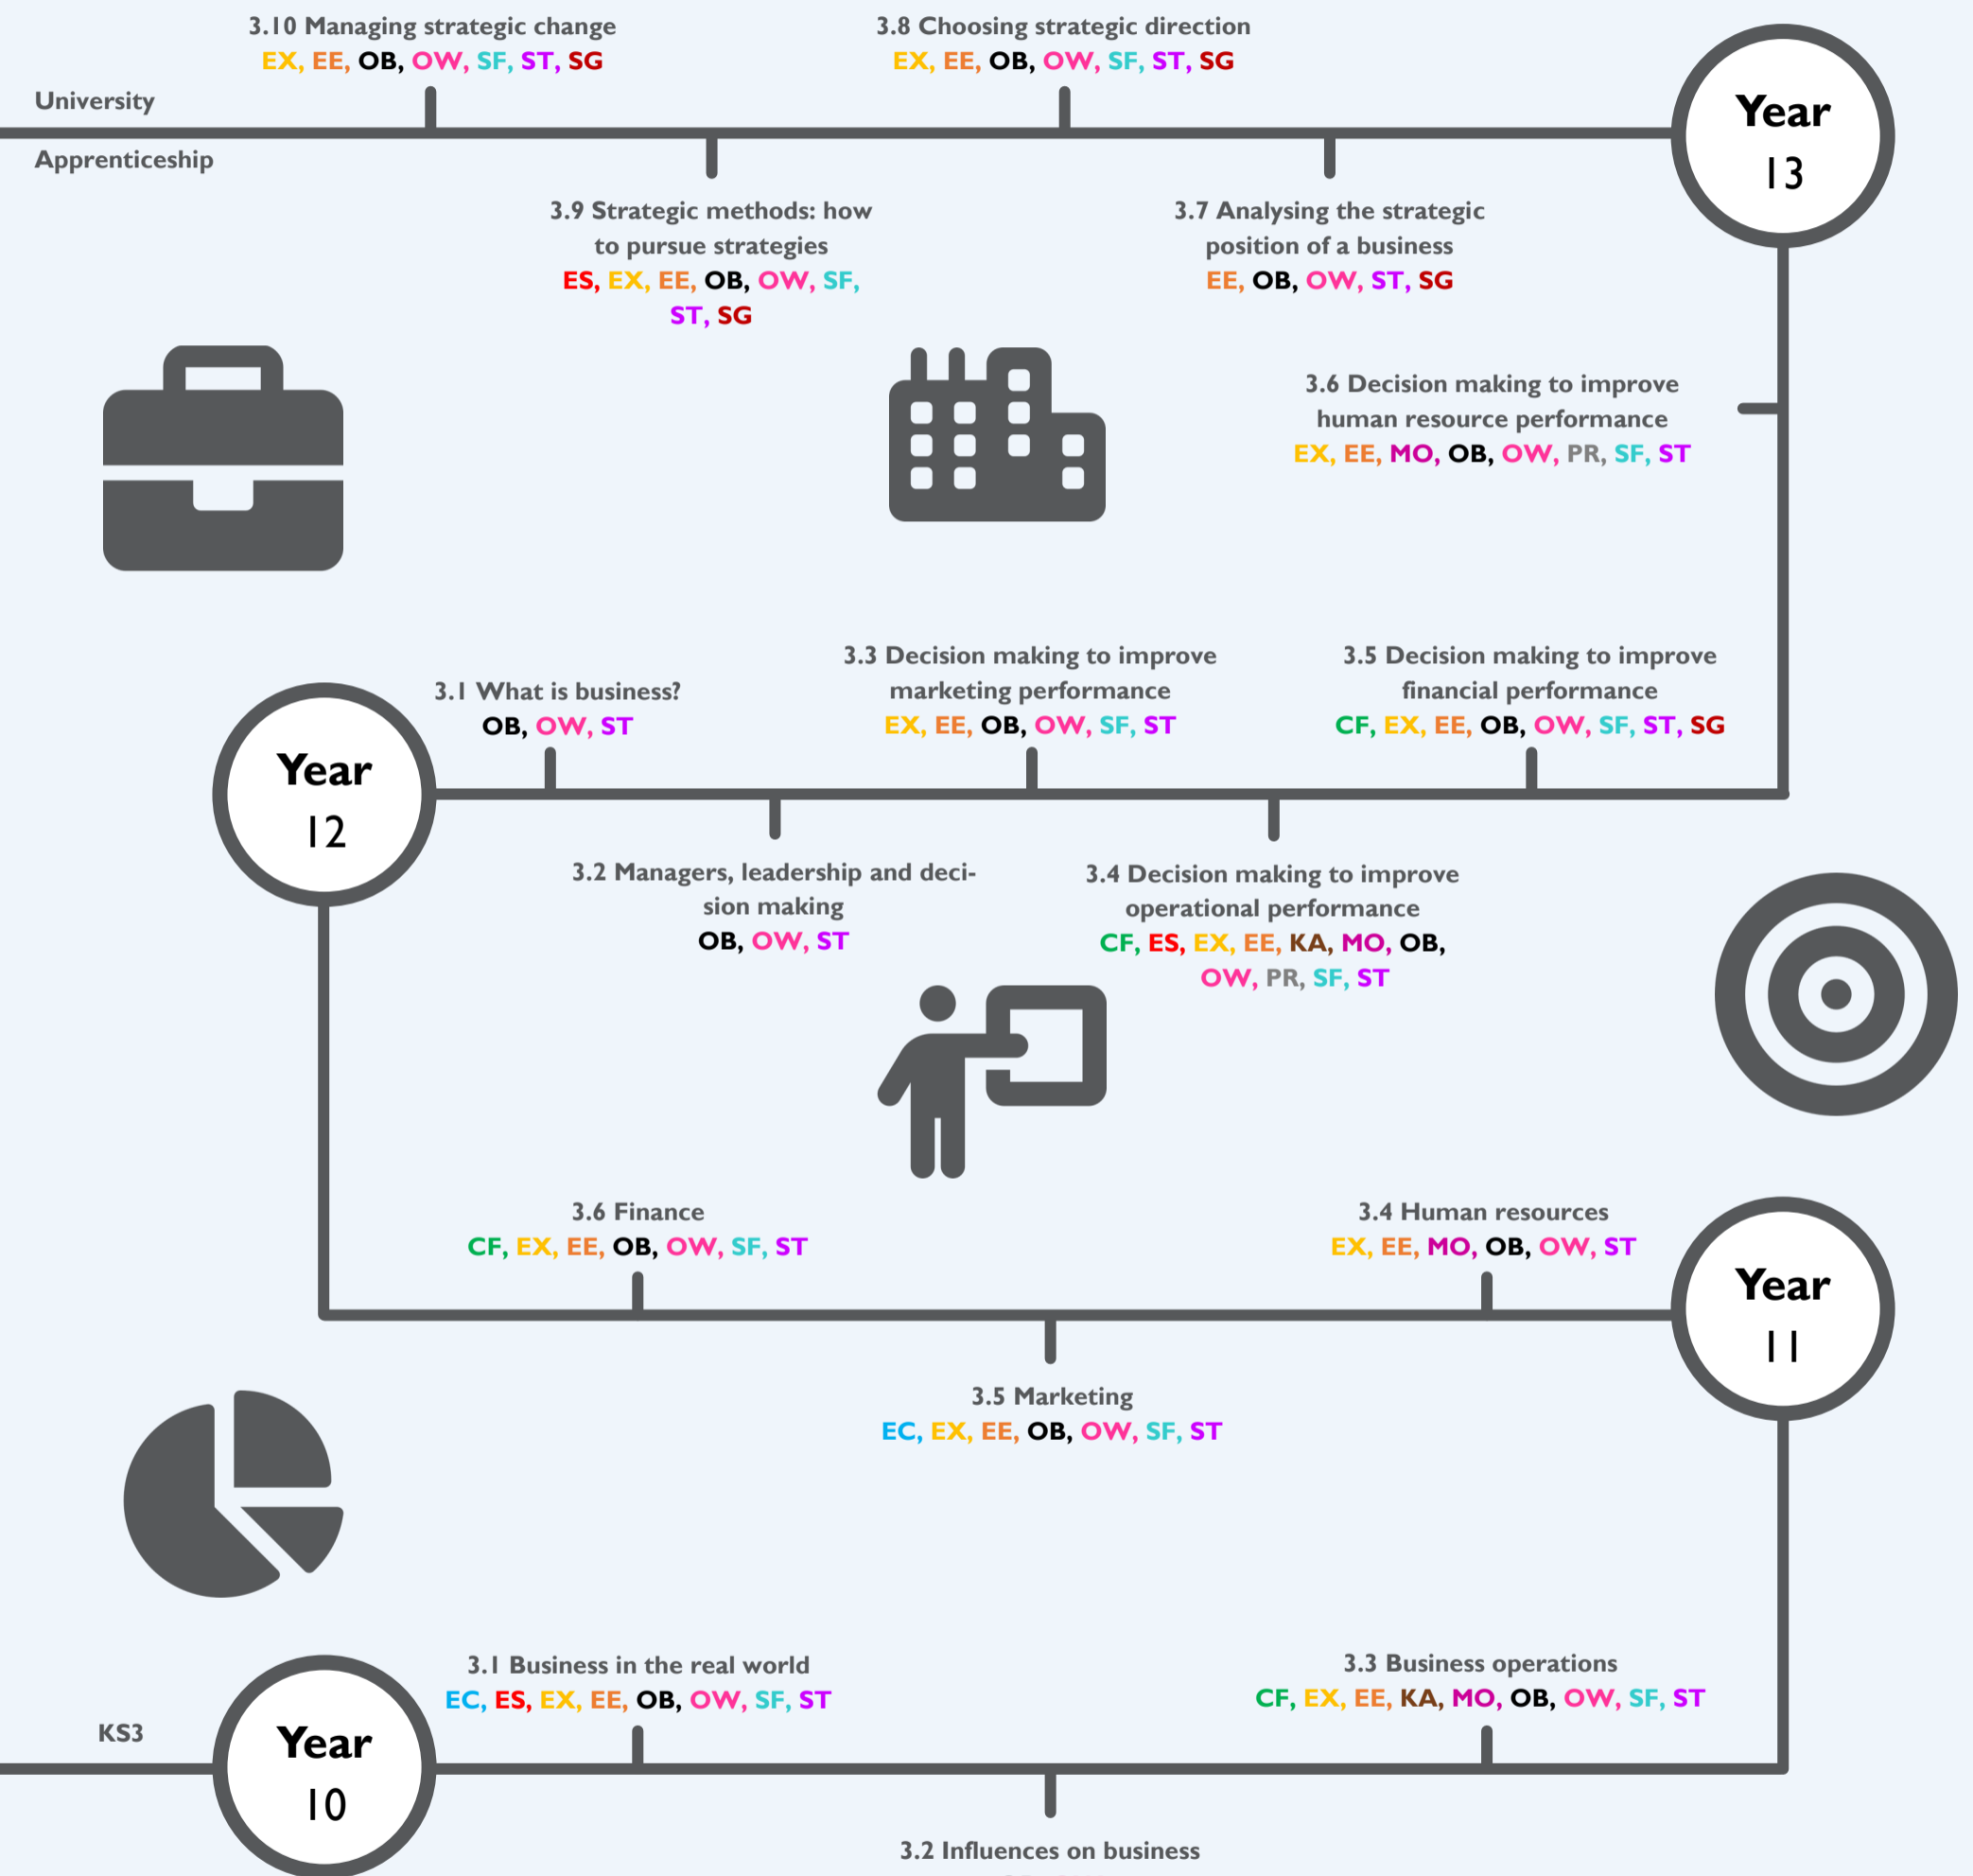 3.10 Managing strategic change
EX, EE, OB, OW, SF, ST, SG
3.8 Choosing strategic direction
EX, EE, OB, OW, SF, ST, SG
Year
13
University
Apprenticeship
3.9 Strategic methods: how
to pursue strategies
ES, EX, EE, OB, OW, SF,
ST, SG
3.7 Analysing the strategic
position of a business
EE, OB, OW, ST, SG
3.6 Decision making to improve
human resource performance
EX, EE, MO, OB, OW, PR, SF, ST
3.1 What is business?
OB, OW, ST
3.3 Decision making to improve
marketing performance
EX, EE, OB, OW, SF, ST
3.5 Decision making to improve
financial performance
CF, EX, EE, OB, OW, SF, ST, SG
Year
12
3.2 Managers, leadership and deci-
sion making
OB, OW, ST
3.4 Decision making to improve
operational performance
CF, ES, EX, EE, KA, MO, OB,
OW, PR, SF, ST
3.6 Finance
CF, EX, EE, OB, OW, SF, ST
3.4 Human resources
EX, EE, MO, OB, OW, ST
Year
11
3.5 Marketing
EC, EX, EE, OB, OW, SF, ST
3.1 Business in the real world
EC, ES, EX, EE, OB, OW, SF, ST
3.3 Business operations
CF, EX, EE, KA, MO, OB, OW, SF, ST
KS3
Year
10
3.2 Influences on business